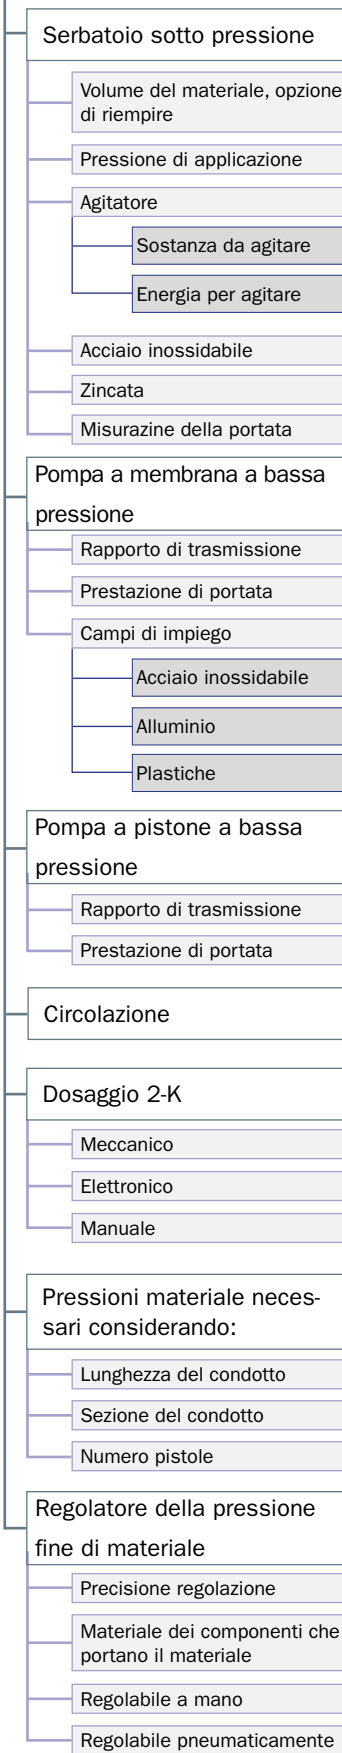 Serbatoio sotto pressione
Volume del materiale, opzione
di riempire
Pressione di applicazione
Agitatore
Sostanza da agitare
Energia per agitare
Acciaio inossidabile
Zincata
Misurazine della portata
Pompa a membrana a bassa
pressione
Rapporto di trasmissione
Prestazione di portata
Campi di impiego
Acciaio inossidabile
Alluminio
Plastiche
Pompa a pistone a bassa
pressione
Rapporto di trasmissione
Prestazione di portata
Circolazione
Dosaggio 2-K
Meccanico
Elettronico
Manuale
Pressioni materiale neces-
sari considerando:
Lunghezza del condotto
Sezione del condotto
Numero pistole
Regolatore della pressione
fine di materiale
Precisione regolazione
Materiale dei componenti che
portano il materiale
Regolabile a mano
Regolabile pneumaticamente